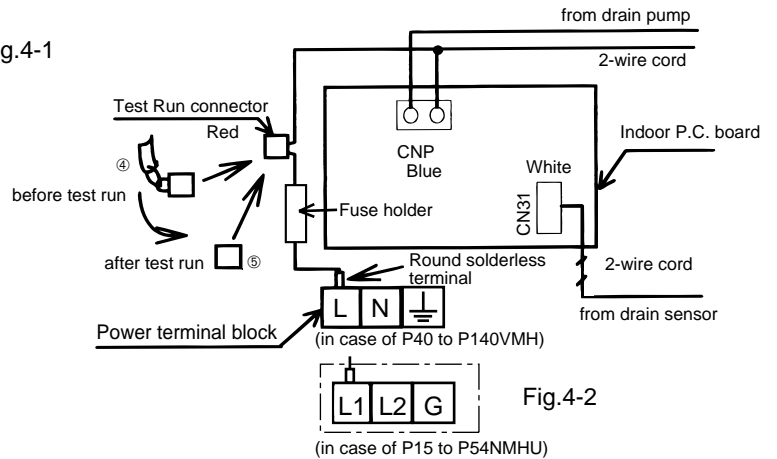 from drain pump
g.4-1
2-wire cord
Test Run connector
Red
Indoor P.C. board
CNP
Blue
White
④
CN31
before test run
Fuse holder
after test run
⑤
Round solderless
terminal
2-wire cord
L N
from drain sensor
Power terminal block
(in case of P40 to P140VMH)
L1 L2 G
Fig.4-2
(in case of P15 to P54NMHU)